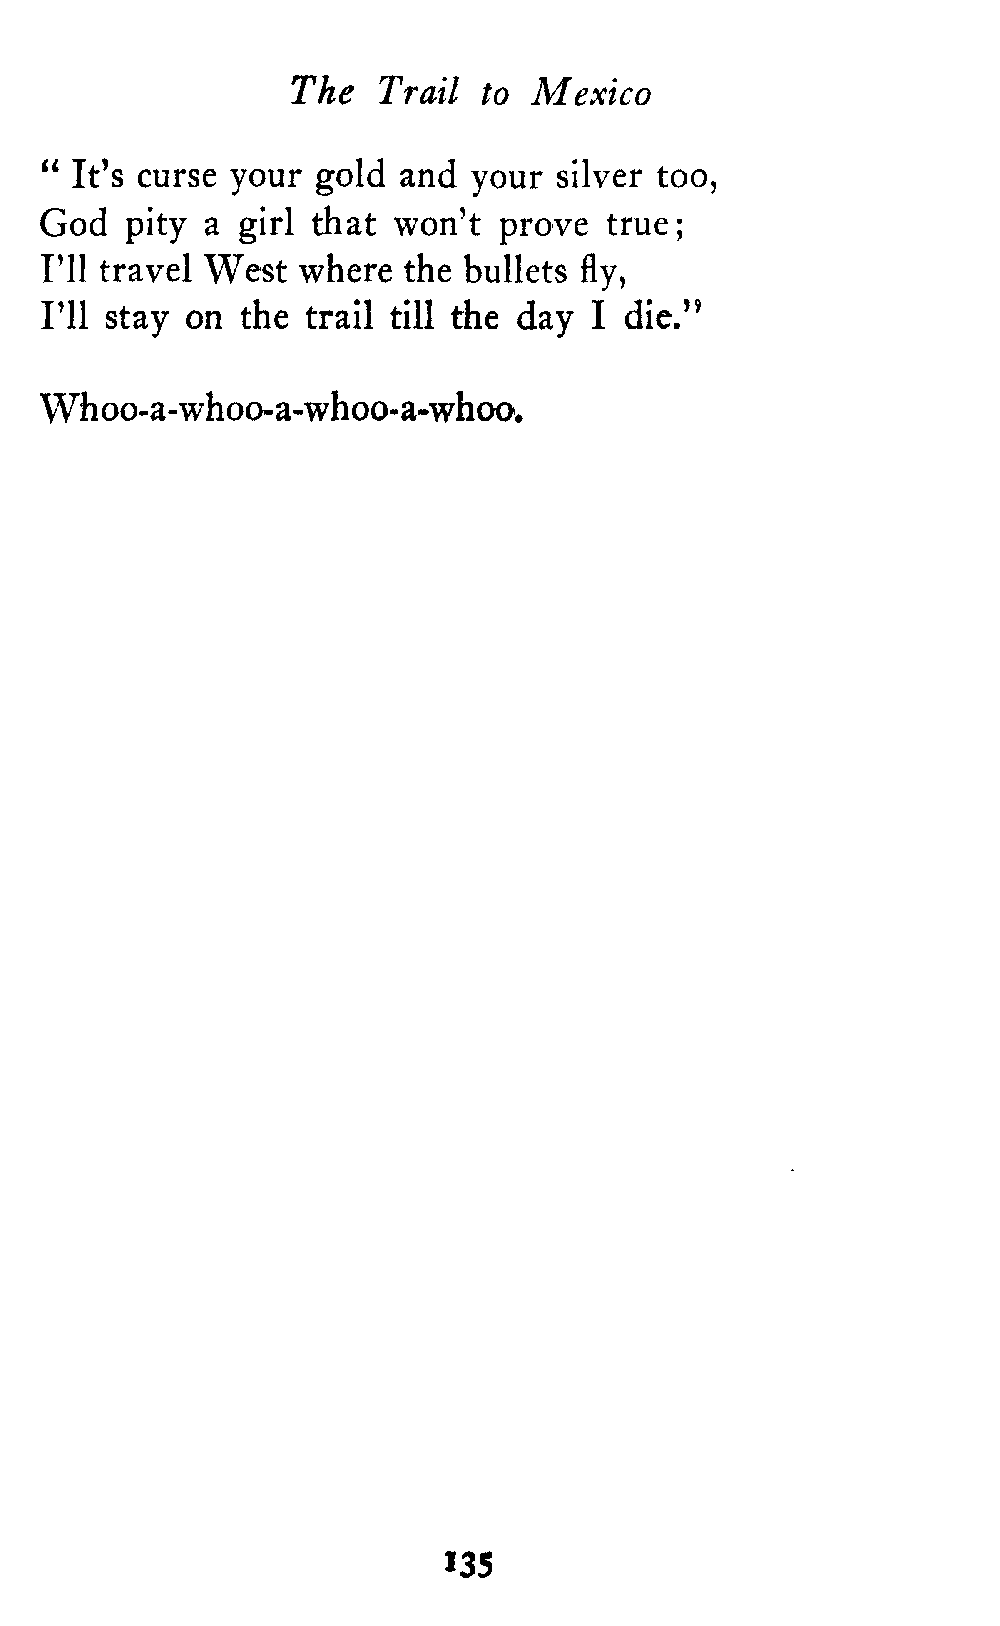 The Trail to Mexico
“ It's curse your gold and your silver too,
God pity a girl that won't prove true;
I'll travel West where the bullets fly,
I'll stay on the trail till the day I die.”
Whoo-a-whoo-a-whoo-a-whoo.
135